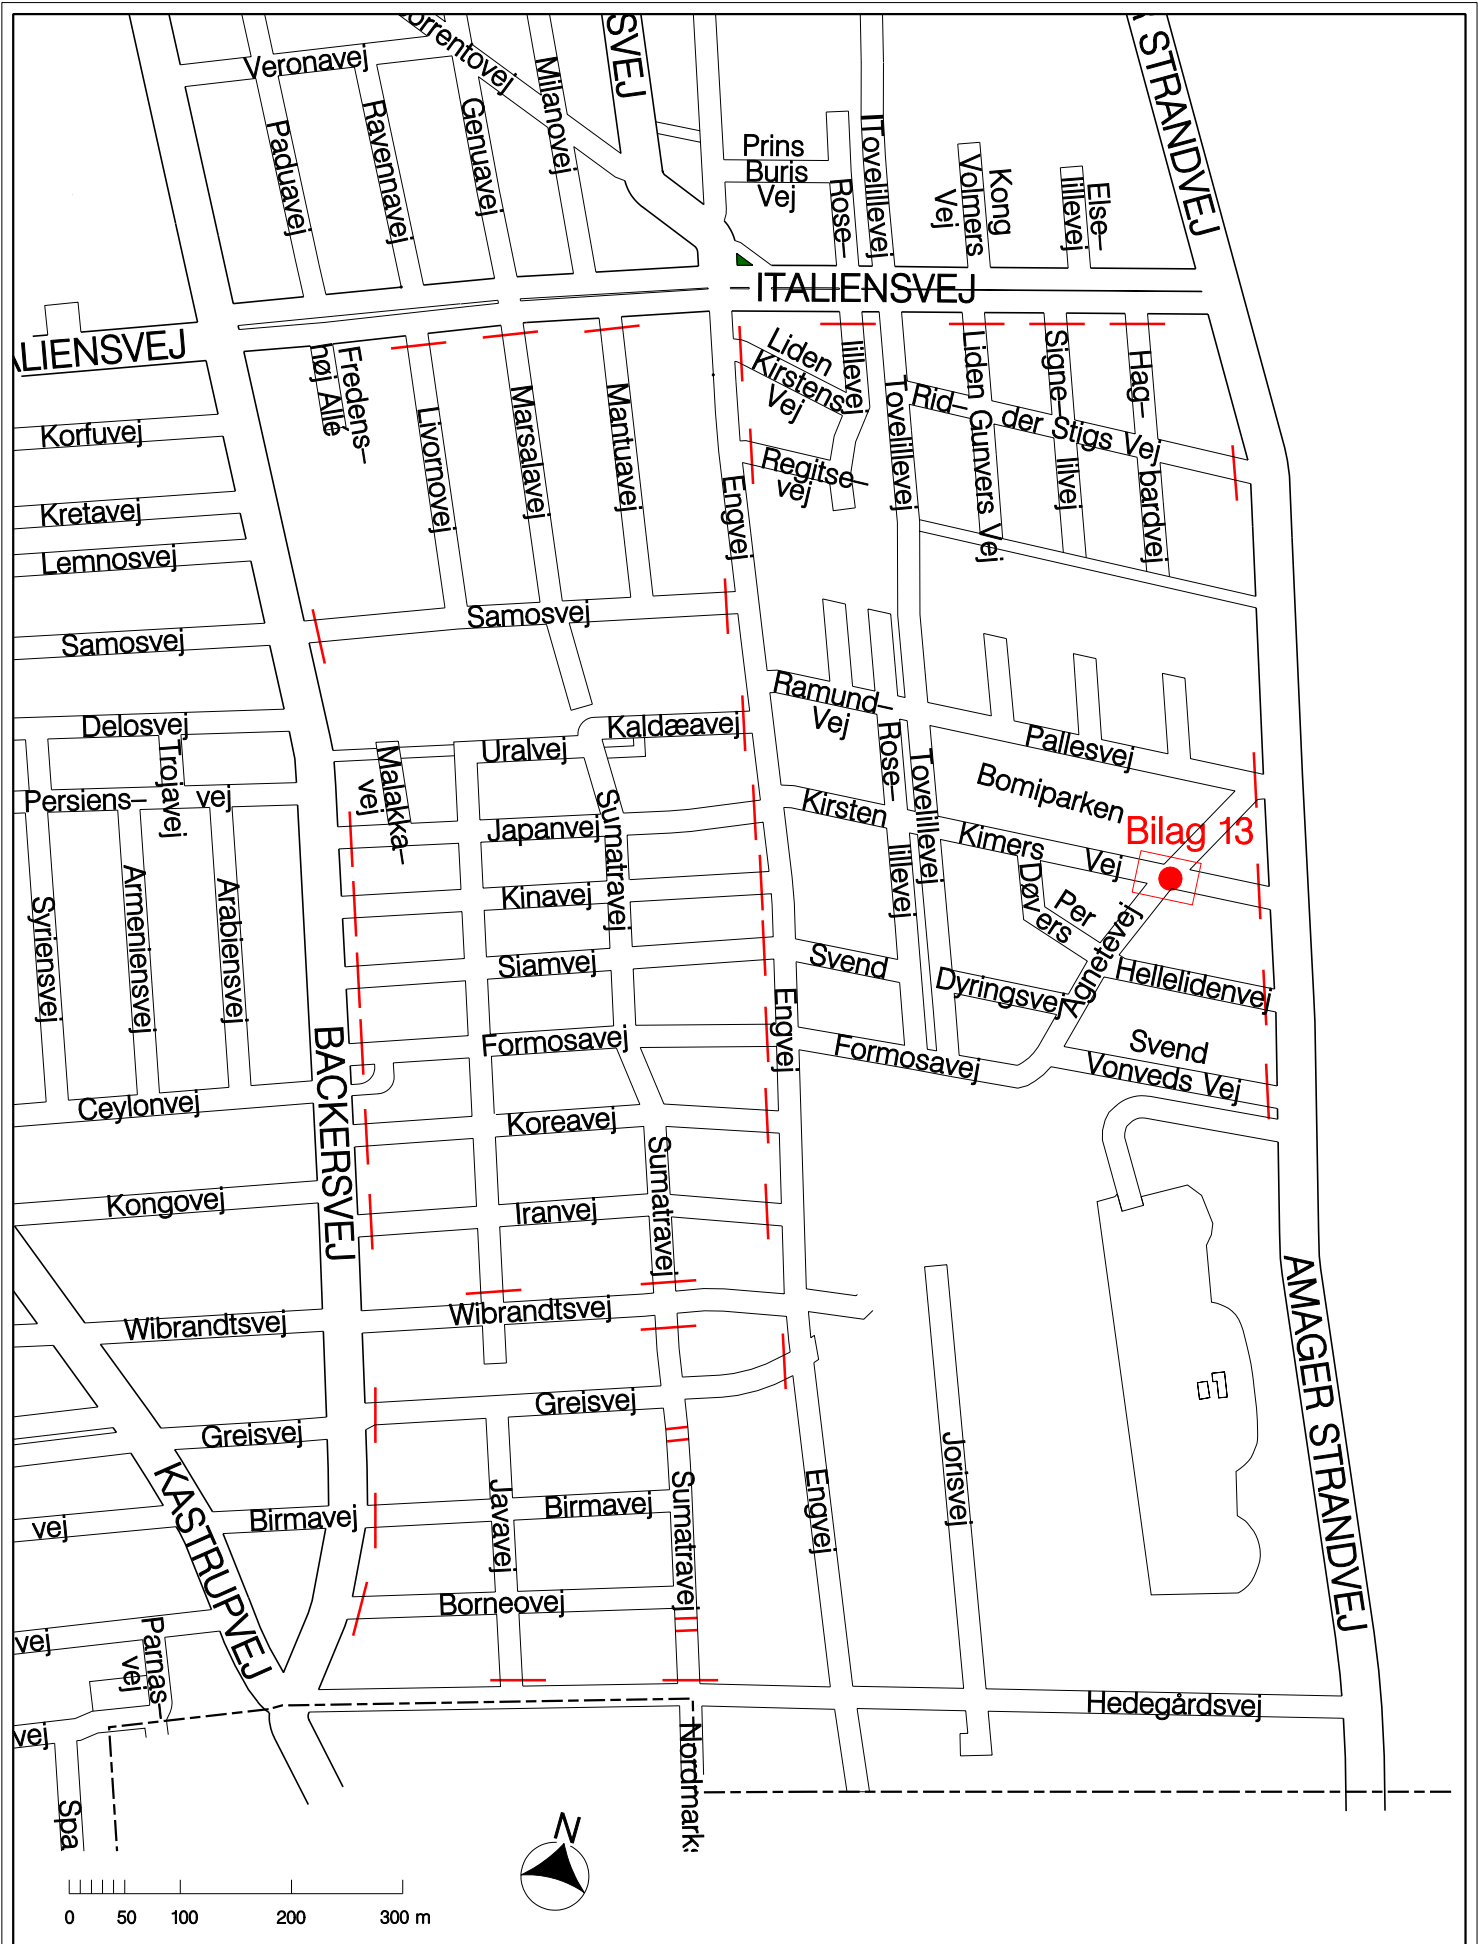 Veronavej
Paduavej
Ravennavej
Genuavej
Milanovej
Prins
Buris
Vej
Rose–
Tovelillevej
Kong
Volmers
Vej
Else–
lillevej
STRANDVEJ
ITALIENSVEJ
Fredens–
høj Allé
Livornovej
Marsalavej
Mantuavej
Engvej
Liden
Kirstens
Vej
lillevej
Regitse–
vej
Tovelillevej
Rid–
der Stigs Vej
Liden Gunvers Vej
Signe–
lilvej
Hag–
bardvej
Korfuvej
Kretavej
Lemnosvej
Samosvej
Samosvej
Delosvej
Trojavej
Persiens–
vej
Syriensvej
Armeniensvej
Arabiensvej
Ceylonvej
Kongovej
BACKERSVEJ
Kaldæavej
Uralvej
Malakka–
vej
Japanvej
Sumatravej
Kinavej
Siamvej
Formosavej
Koreavej
Sumatravej
Iranvej
Wibrandtsvej
Wibrandtsvej
Greisvej
Greisvej
Birmavej
Birmavej
Javavej
Sumatravej
Borneovej
KASTRUPVEJ
Parnas–
vej
vej
vej
vej
Ramund–
Vej
Rose–
lillevej
Tovelillevej
Kirsten
Kimers
Vej
Pallesvej
Bomiparken
Bilag 13
Per
Døvers
Agnetevej
Svend
Dyringsvej
Hellelidenvej
Svend
Vonveds Vej
Formosavej
Engvej
Engvej
Jorisvej
AMAGER STRANDVEJ
Hedegårdsvej
N
0 50 100 200 300 m